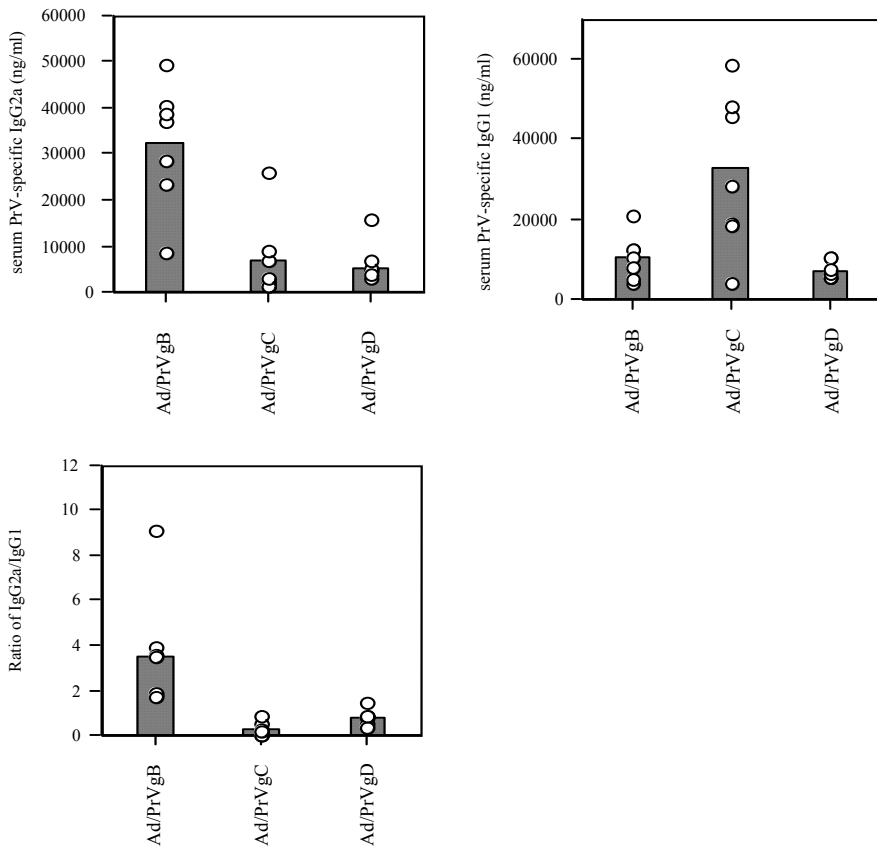 serum PrV-specific IgG2a (ng/ml)
60000
50000
40000
30000
20000
10000
0
Ad/PrVgB
Ad/PrVgC
Ad/PrVgD
serum PrV-specific IgG1 (ng/ml)
60000
40000
20000
0
Ad/PrVgB
Ad/PrVgC
Ad/PrVgD
Ratio of IgG2a/IgG1
12
10
8
6
4
2
0
Ad/PrVgB
Ad/PrVgC
Ad/PrVgD